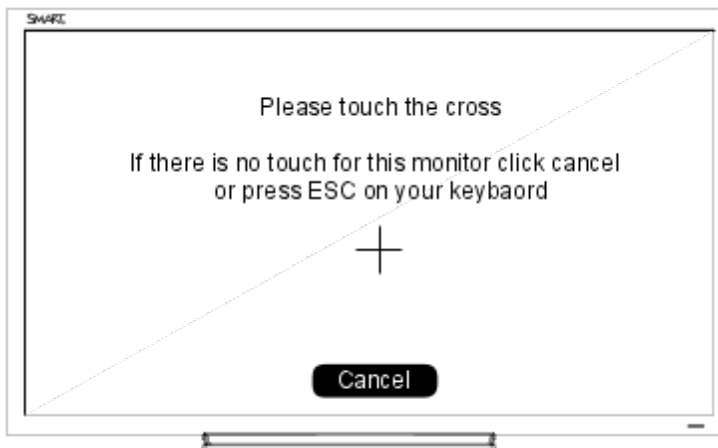 SMART
Please touch the cross
If there is no touch for this monitor click cancel
or press ESC on your keybaord
Cancel